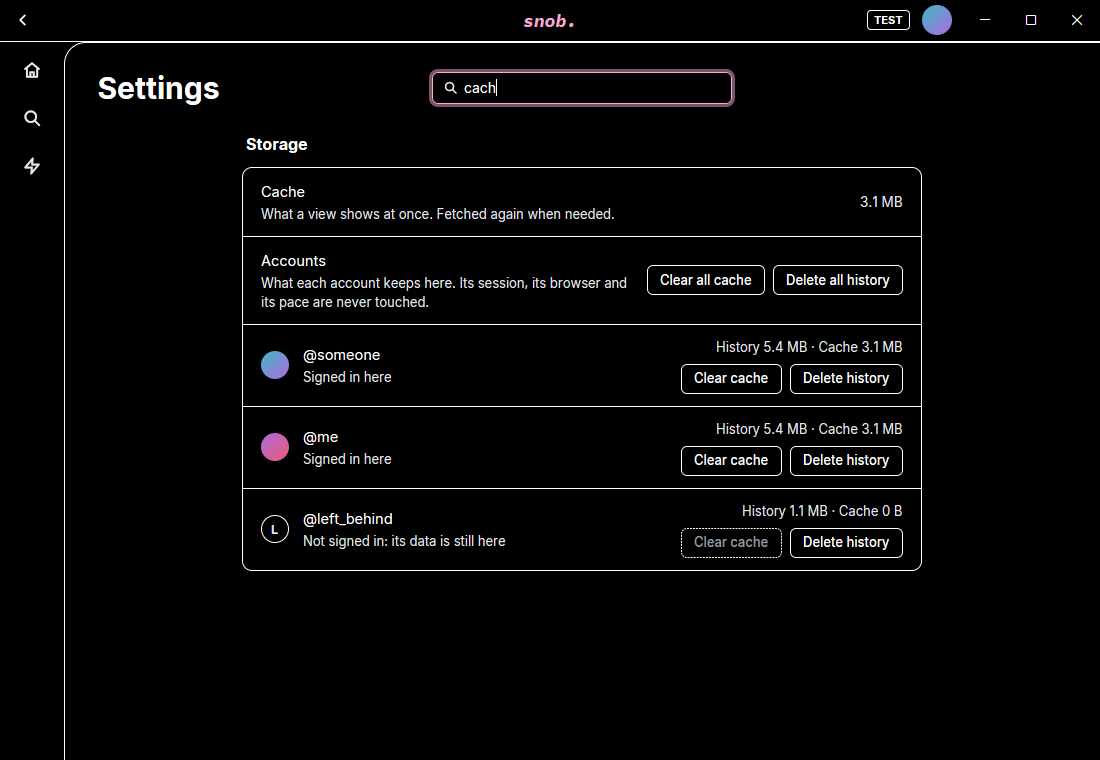 snob.
TEST
Settings
cach
Storage
Cache
What a view shows at once. Fetched again when needed.
3.1 MB
Accounts
What each account keeps here. Its session, its browser and
its pace are never touched.
Clear all cache
Delete all history
@someone
Signed in here
History 5.4 MB · Cache 3.1 MB
Clear cache
Delete history
@me
Signed in here
History 5.4 MB · Cache 3.1 MB
Clear cache
Delete history
L
@left_behind
Not signed in: its data is still here
History 1.1 MB · Cache 0 B
Clear cache
Delete history